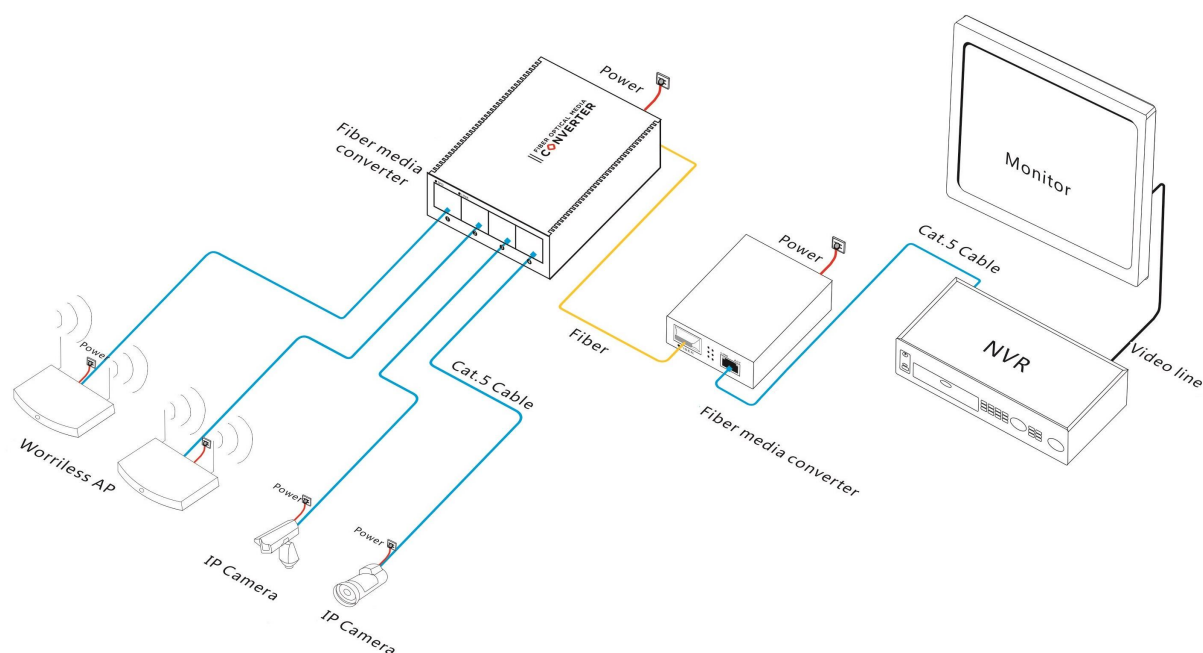 Power
Fiber media
converter
FIBER OPTICAL MEDIA
CONVERTER
Monitor
Power
Cat.5 Cable
Fiber
NVR
Video line
Power
Cat.5 Cable
Fiber media converter
Worriless AP
Power
IP Camera
Power
IP Camera